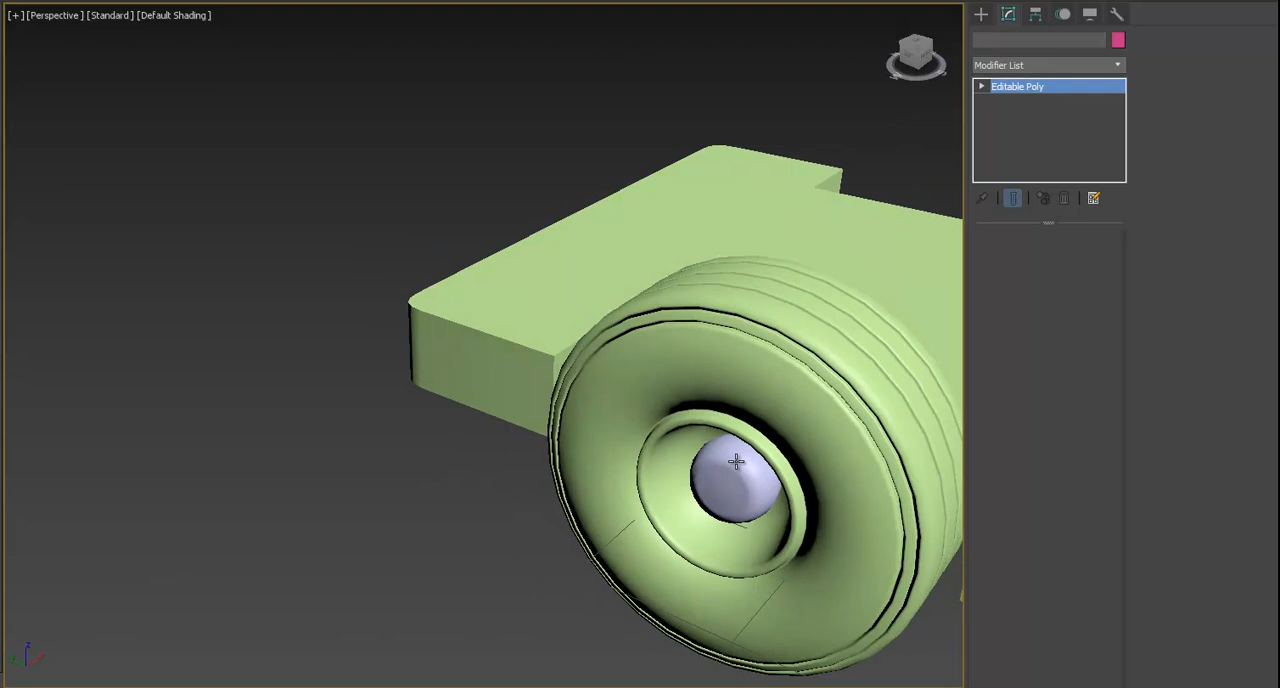 [+] [Perspective] [Standard] [Default Shading]
Modifier List
Editable Poly
z